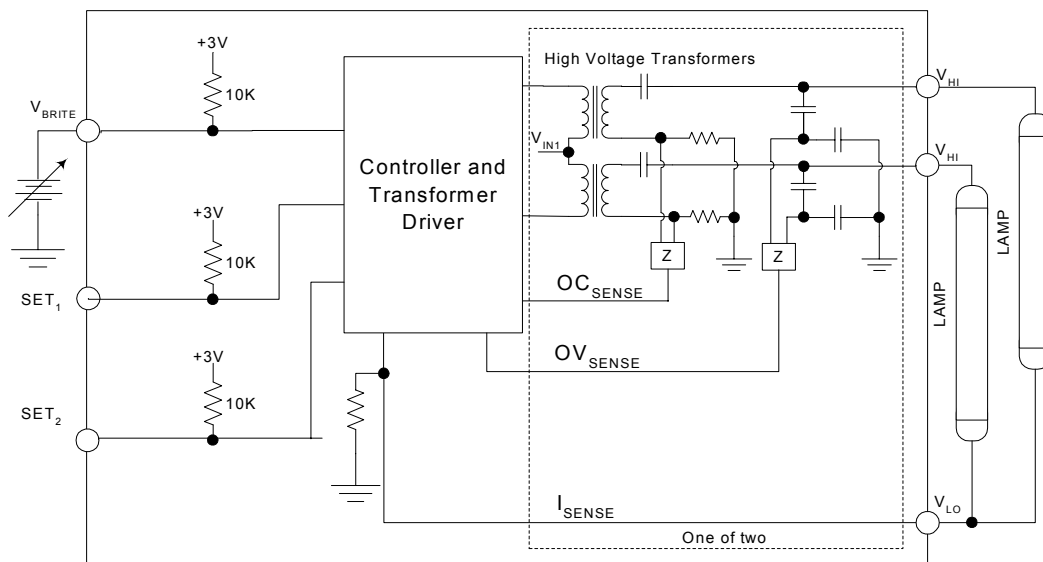 +3V
High Voltage Transformers
10K
V_BRITE
V_HI
V_IN1
Controller and
Transformer
Driver
V_HI
+3V
10K
LAMP
LAMP
Z
Z
SET_1
OC_SENSE
OV_SENSE
+3V
10K
SET_2
I_SENSE
V_LO
One of two